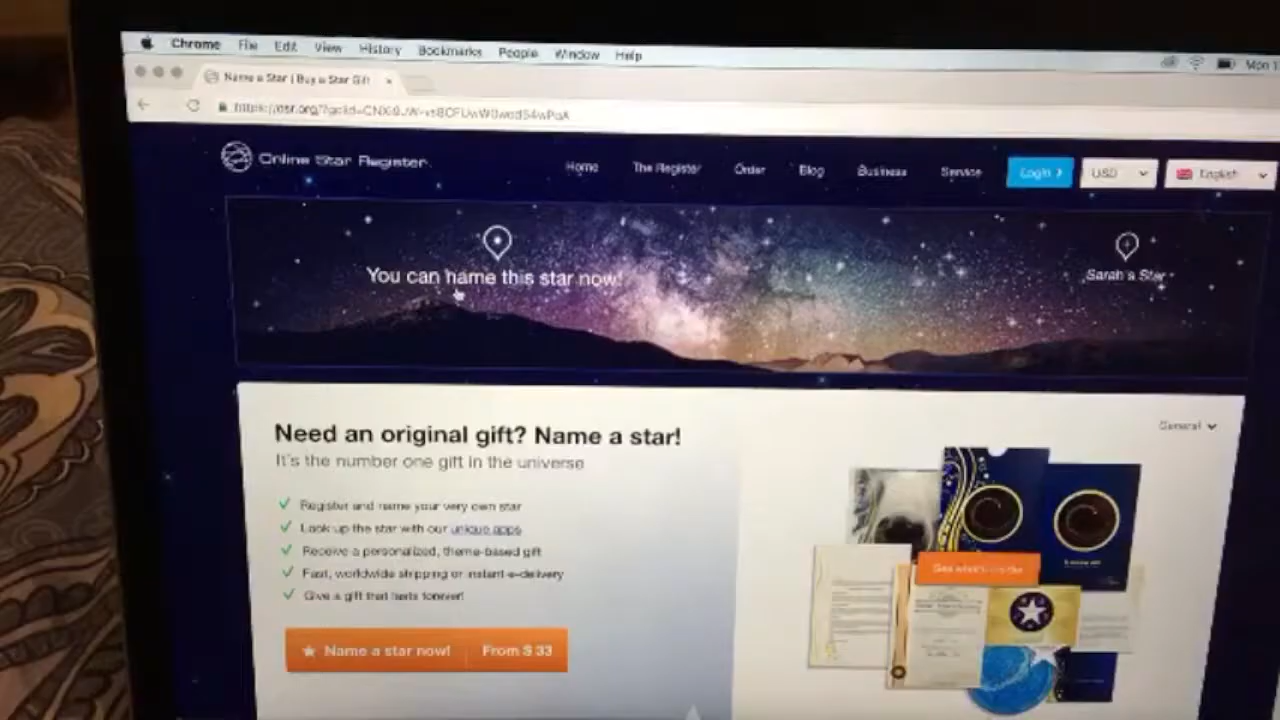 Chrome File Edit View History Bookmarks People Window Help
Mon 1
Name a Star | Buy a Star Gift
Online Star Register
Home The Register Order Blog Business Service Login USD English
You can name this star now!
Sarah's Star
Need an original gift? Name a star!
It's the number one gift in the universe
General
Register and name your very own star
Look up the star with our unique apps
Receive a personalized, theme-based gift
Fast, worldwide shipping or instant e-delivery
Give a gift that lasts forever!
Name a star now! From $ 33